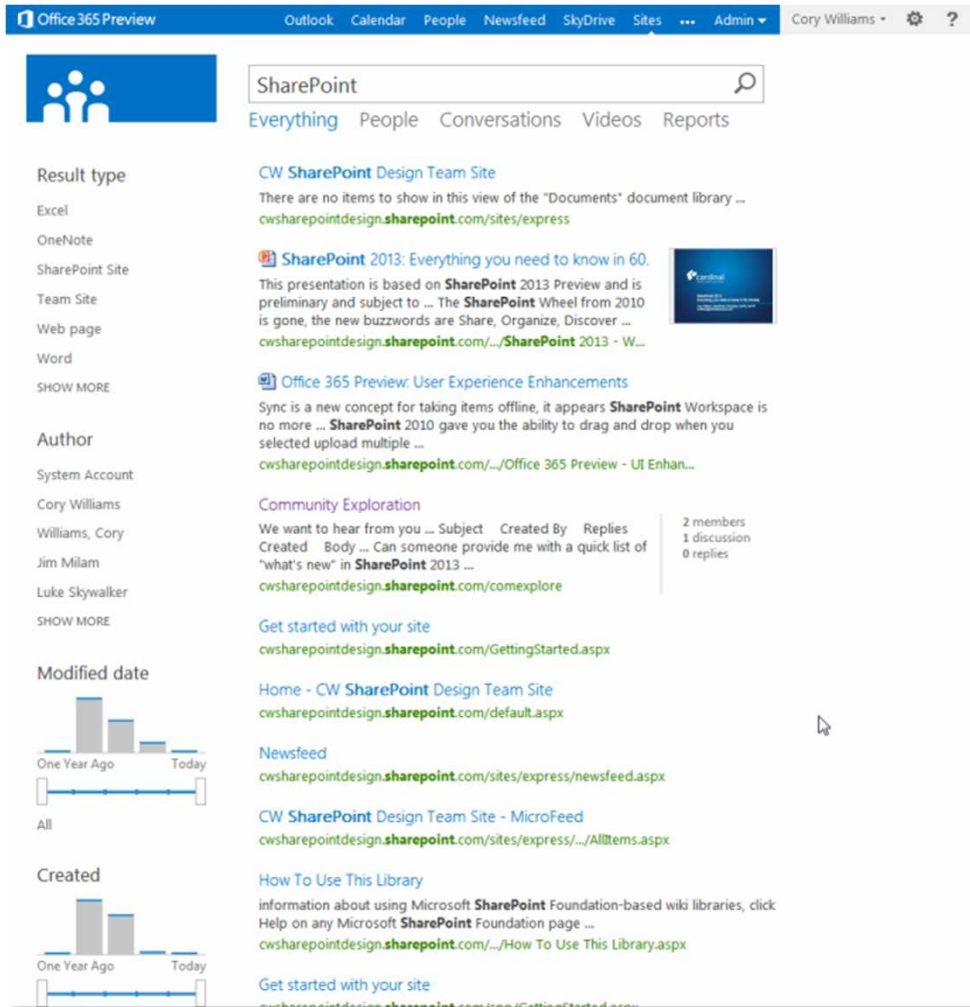 Office 365 Preview Outlook Calendar People Newsfeed SkyDrive Sites ... Admin Cory Williams ?
SharePoint
Everything People Conversations Videos Reports
Result type
Excel
OneNote
SharePoint Site
Team Site
Web page
Word
SHOW MORE
Author
System Account
Cory Williams
Williams, Cory
Jim Milam
Luke Skywalker
SHOW MORE
Modified date
One Year Ago Today
All
Created
One Year Ago Today
CW SharePoint Design Team Site
There are no items to show in this view of the "Documents" document library ...
cwsharepointdesign.sharepoint.com/sites/express
SharePoint 2013: Everything you need to know in 60.
This presentation is based on SharePoint 2013 Preview and is
preliminary and subject to ... The SharePoint Wheel from 2010
is gone, the new buzzwords are Share, Organize, Discover ...
cwsharepointdesign.sharepoint.com/.../SharePoint 2013 - W...
cardinal
Office 365 Preview: User Experience Enhancements
Sync is a new concept for taking items offline, it appears SharePoint Workspace is
no more ... SharePoint 2010 gave you the ability to drag and drop when you
selected upload multiple ...
cwsharepointdesign.sharepoint.com/.../Office 365 Preview - UI Enhan...
Community Exploration
We want to hear from you ... Subject Created By Replies
Created Body ... Can someone provide me with a quick list of
"what's new" in SharePoint 2013 ...
cwsharepointdesign.sharepoint.com/comexplore
2 members
1 discussion
0 replies
Get started with your site
cwsharepointdesign.sharepoint.com/GettingStarted.aspx
Home - CW SharePoint Design Team Site
cwsharepointdesign.sharepoint.com/default.aspx
Newsfeed
cwsharepointdesign.sharepoint.com/sites/express/newsfeed.aspx
CW SharePoint Design Team Site - MicroFeed
cwsharepointdesign.sharepoint.com/sites/express/.../AllItems.aspx
How To Use This Library
information about using Microsoft SharePoint Foundation-based wiki libraries, click
Help on any Microsoft SharePoint Foundation page ...
cwsharepointdesign.sharepoint.com/.../How To Use This Library.aspx
Get started with your site